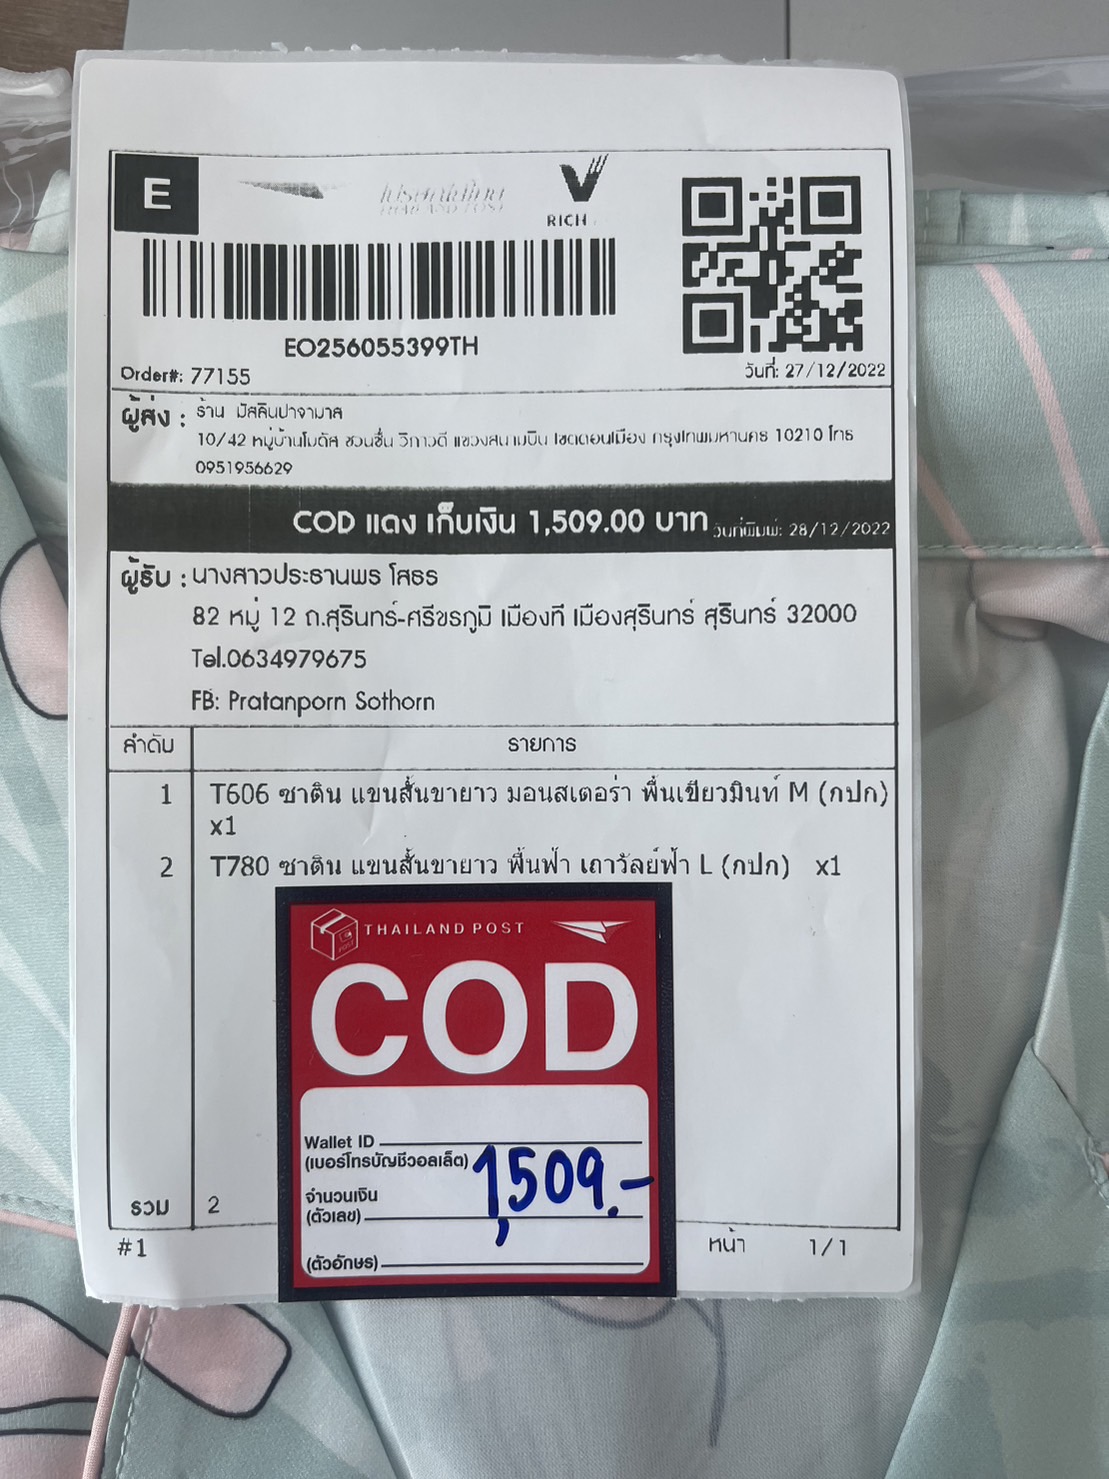 E
ไปรษณีย์ไทย
THAILAND POST
RICH
EO256055399TH
Order#: 77155
วันที่: 27/12/2022
ผู้ส่ง : ร้าน มัสลินปาจามาส
10/42 หมู่บ้านโมดัส ชวนชื่น วิภาวดี แขวงสนามบิน เขตดอนเมือง กรุงเทพมหานคร 10210 โทร
0951956629
COD แดง เก็บเงิน 1,509.00 บาท วันที่พิมพ์: 28/12/2022
ผู้รับ : นางสาวประธานพร โสธร
82 หมู่ 12 ถ.สุรินทร์-ศรีขรภูมิ เมืองที เมืองสุรินทร์ สุรินทร์ 32000
Tel.0634979675
FB: Pratanporn Sothorn
ลำดับ รายการ
1 T606 ซาติน แขนสั้นขายาว มอนสเตอร่า พื้นเขียวมินท์ M (กปก)
x1
2 T780 ซาติน แขนสั้นขายาว พื้นฟ้า เถาวัลย์ฟ้า L (กปก) x1
THAILAND POST
COD
Wallet ID
(เบอร์โทรบัญชีวอลเล็ต)
จำนวนเงิน 1,509.-
(ตัวเลข)
(ตัวอักษร)
รวม 2
#1 หน้า 1/1